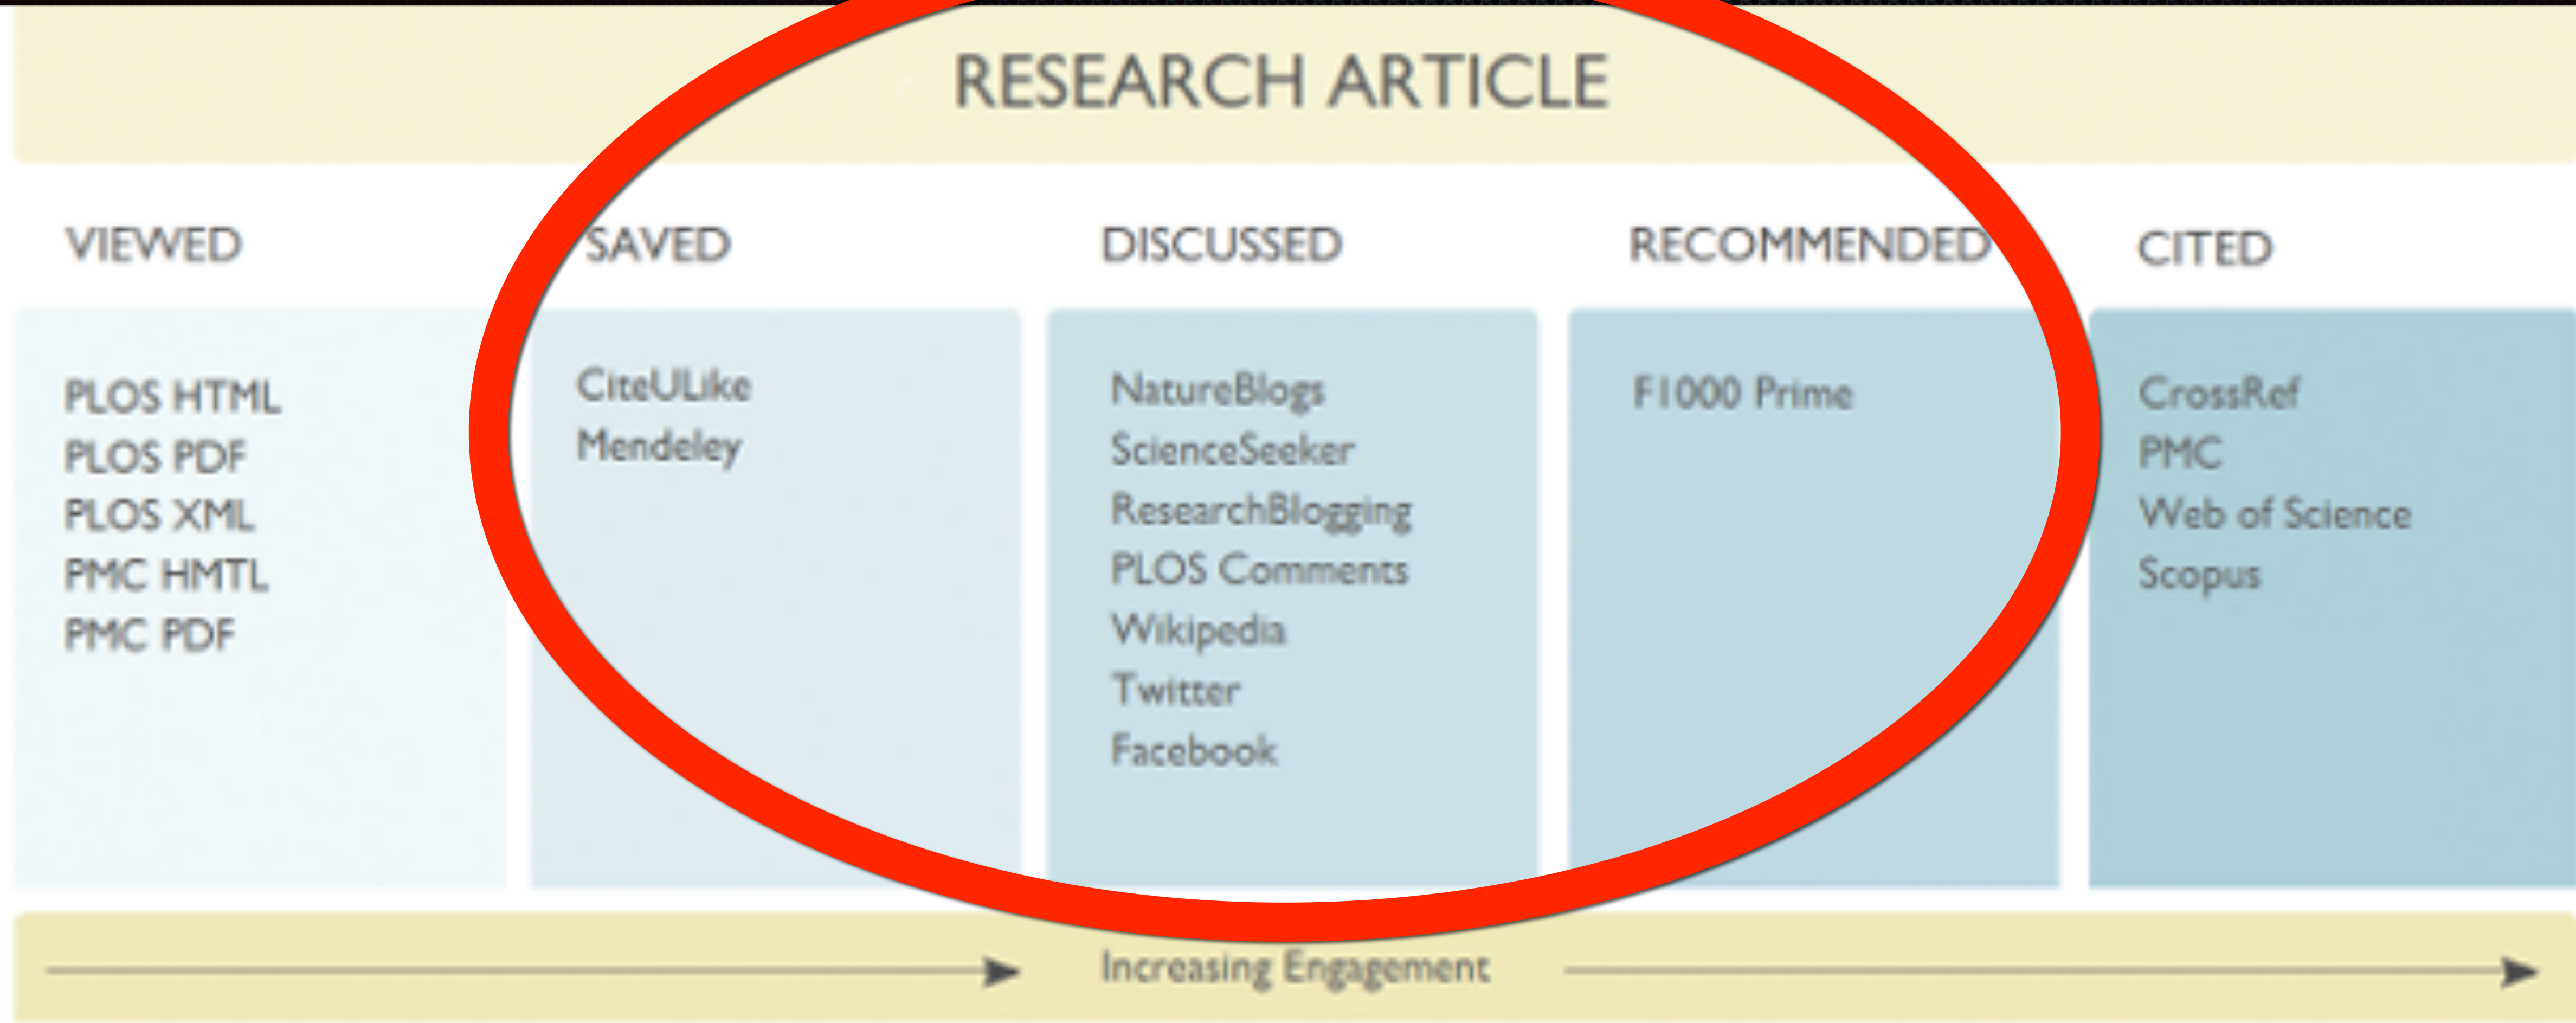 RESEARCH ARTICLE
VIEWED
PLOS HTML
PLOS PDF
PLOS XML
PMC HMTL
PMC PDF
SAVED
CiteULike
Mendeley
DISCUSSED
NatureBlogs
ScienceSeeker
ResearchBlogging
PLOS Comments
Wikipedia
Twitter
Facebook
RECOMMENDED
F1000 Prime
CITED
CrossRef
PMC
Web of Science
Scopus
Increasing Engagement